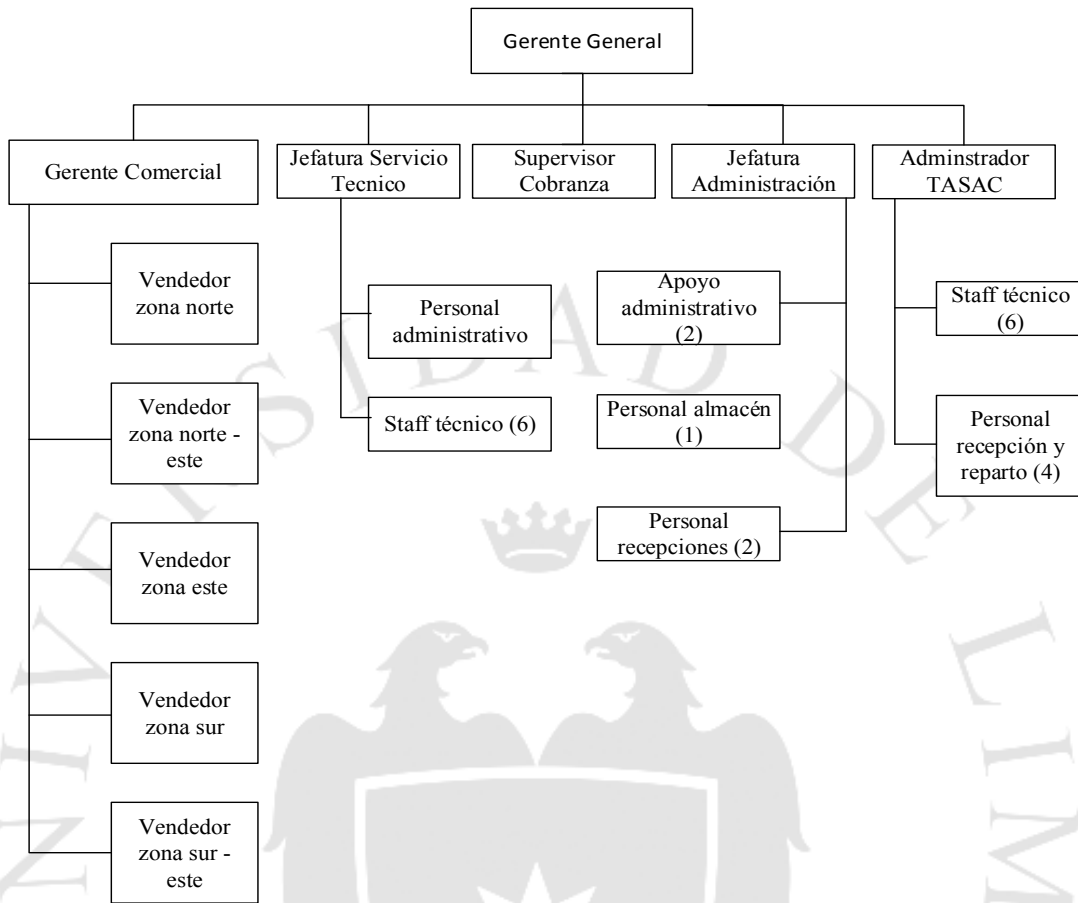 Gerente General
Gerente Comercial
Jefatura Servicio
Tecnico
Supervisor
Cobranza
Jefatura
Administración
Adminstrador
TASAC
Vendedor
zona norte
Vendedor
zona norte -
este
Vendedor
zona este
Vendedor
zona sur
Vendedor
zona sur -
este
Personal
administrativo
Staff técnico (6)
Apoyo
administrativo
(2)
Personal almacén
(1)
Personal
recepciones (2)
Staff técnico
(6)
Personal
recepción y
reparto (4)